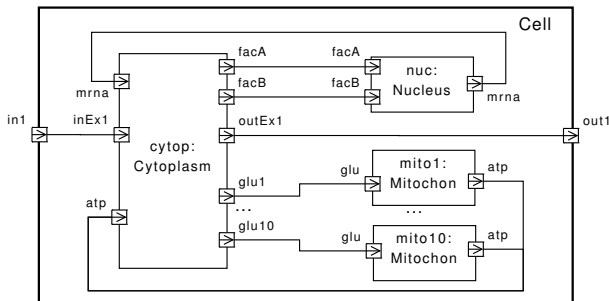 Cell
facA facA
nuc:
Nucleus
mrna
facB facB
mrna
in1 inEx1 outEx1 out1
cytop:
Cytoplasm
mito1:
Mitochon
glu1 glu atp
... ...
atp
glu10 glu atp
mito10:
Mitochon